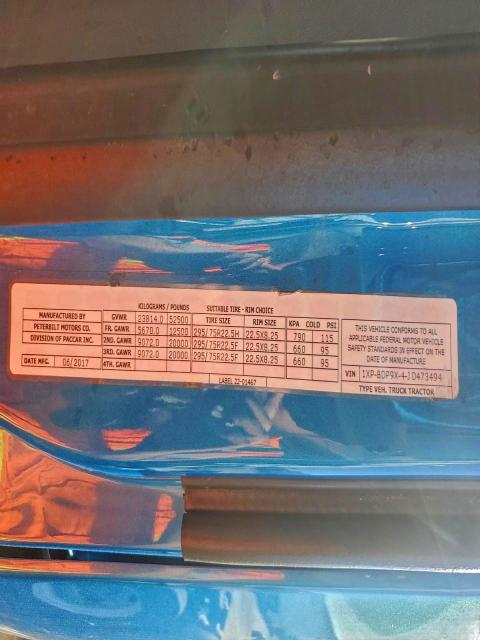 KILOGRAMS / POUNDS SUITABLE TIRE - RIM CHOICE
MANUFACTURED BY GVWR 23814.0 52500 TIRE SIZE RIM SIZE KPA COLD PSI
PETERBILT MOTORS CO. FR. GAWR 5670.0 12500 295/75R22.5H 22.5X8.25 790 115
DIVISION OF PACCAR INC. 2ND. GAWR 9072.0 20000 295/75R22.5F 22.5X8.25 660 95
3RD. GAWR 9072.0 20000 295/75R22.5F 22.5X8.25 660 95
DATE MFG. 06/2017 4TH. GAWR
THIS VEHICLE CONFORMS TO ALL
APPLICABLE FEDERAL MOTOR VEHICLE
SAFETY STANDARDS IN EFFECT ON THE
DATE OF MANUFACTURE
VIN 1XP-BDP9X-4-JD473494
TYPE VEH. TRUCK TRACTOR
LABEL 22-01467